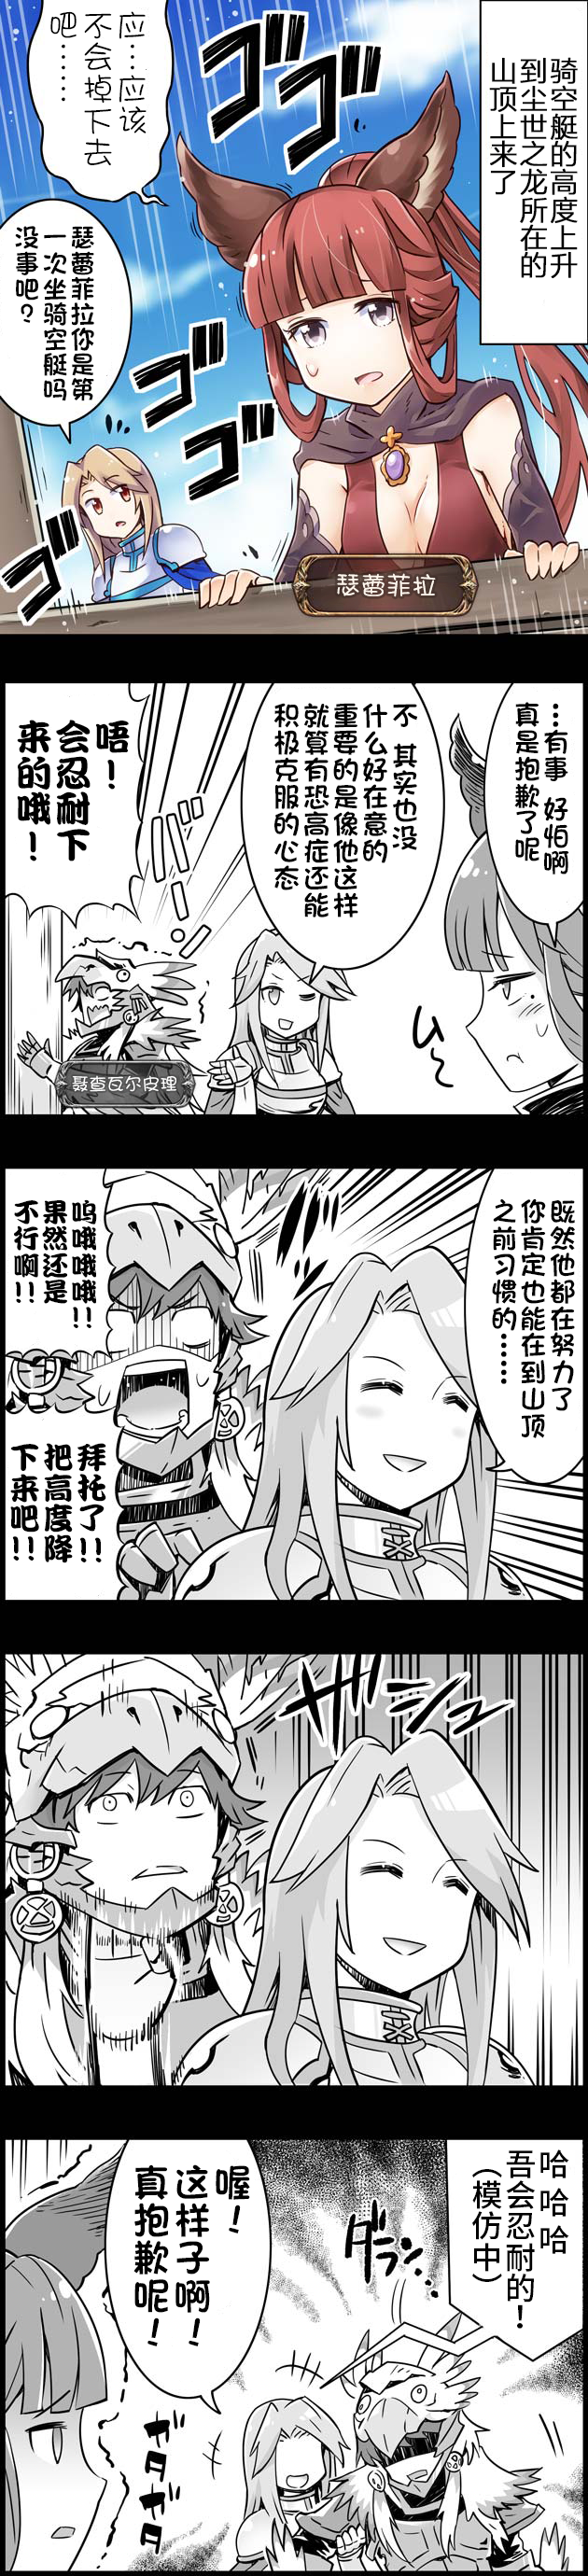 骑空艇的高度上升
到尘世之龙所在的
山顶上来了
应…应该
不会掉下去
吧……
ゴゴゴ
瑟蕾菲拉你是第
一次坐骑空艇吗
没事吧？
ゴゴゴ
瑟蕾菲拉
…有事 好怕啊
真是抱歉了呢
不 其实也没
什么好在意的
重要的是像他这样
就算有恐高症还能
积极克服的心态
唔！
会忍耐下
来的哦！
ム〜
聂查瓦尔皮理
既然他都在努力了
你肯定也能在到山顶
之前习惯的……
呜哦哦哦!!
果然还是
不行啊!!
拜托了!!
把高度降
下来吧!!
ガシュ
哈哈哈
吾会忍耐的！
（模仿中）
ダラ…
喔！
这样子啊！
真抱歉呢！
ガタガタ